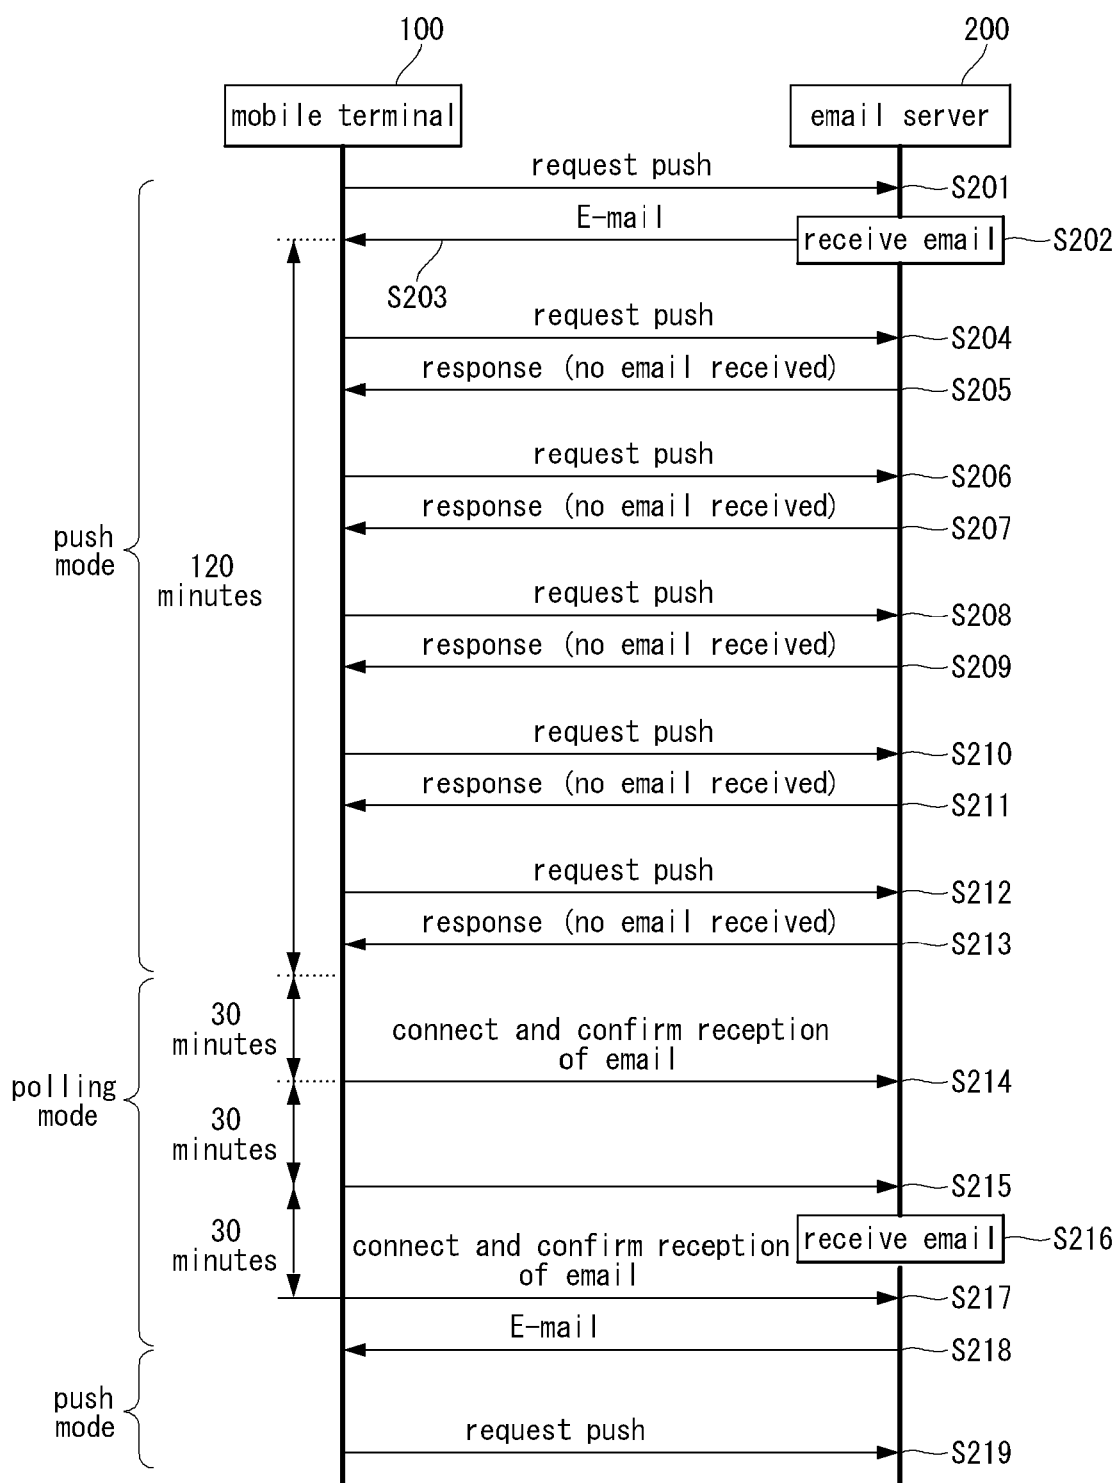 100
200
mobile terminal
email server
request push
S201
E-mail
receive email
S202
S203
request push
S204
response (no email received)
S205
request push
S206
response (no email received)
S207
push
mode
120
minutes
request push
S208
response (no email received)
S209
request push
S210
response (no email received)
S211
request push
S212
response (no email received)
S213
30
minutes
connect and confirm reception
of email
S214
polling
mode
30
minutes
S215
30
minutes
receive email
S216
connect and confirm reception
of email
S217
E-mail
S218
push
mode
request push
S219